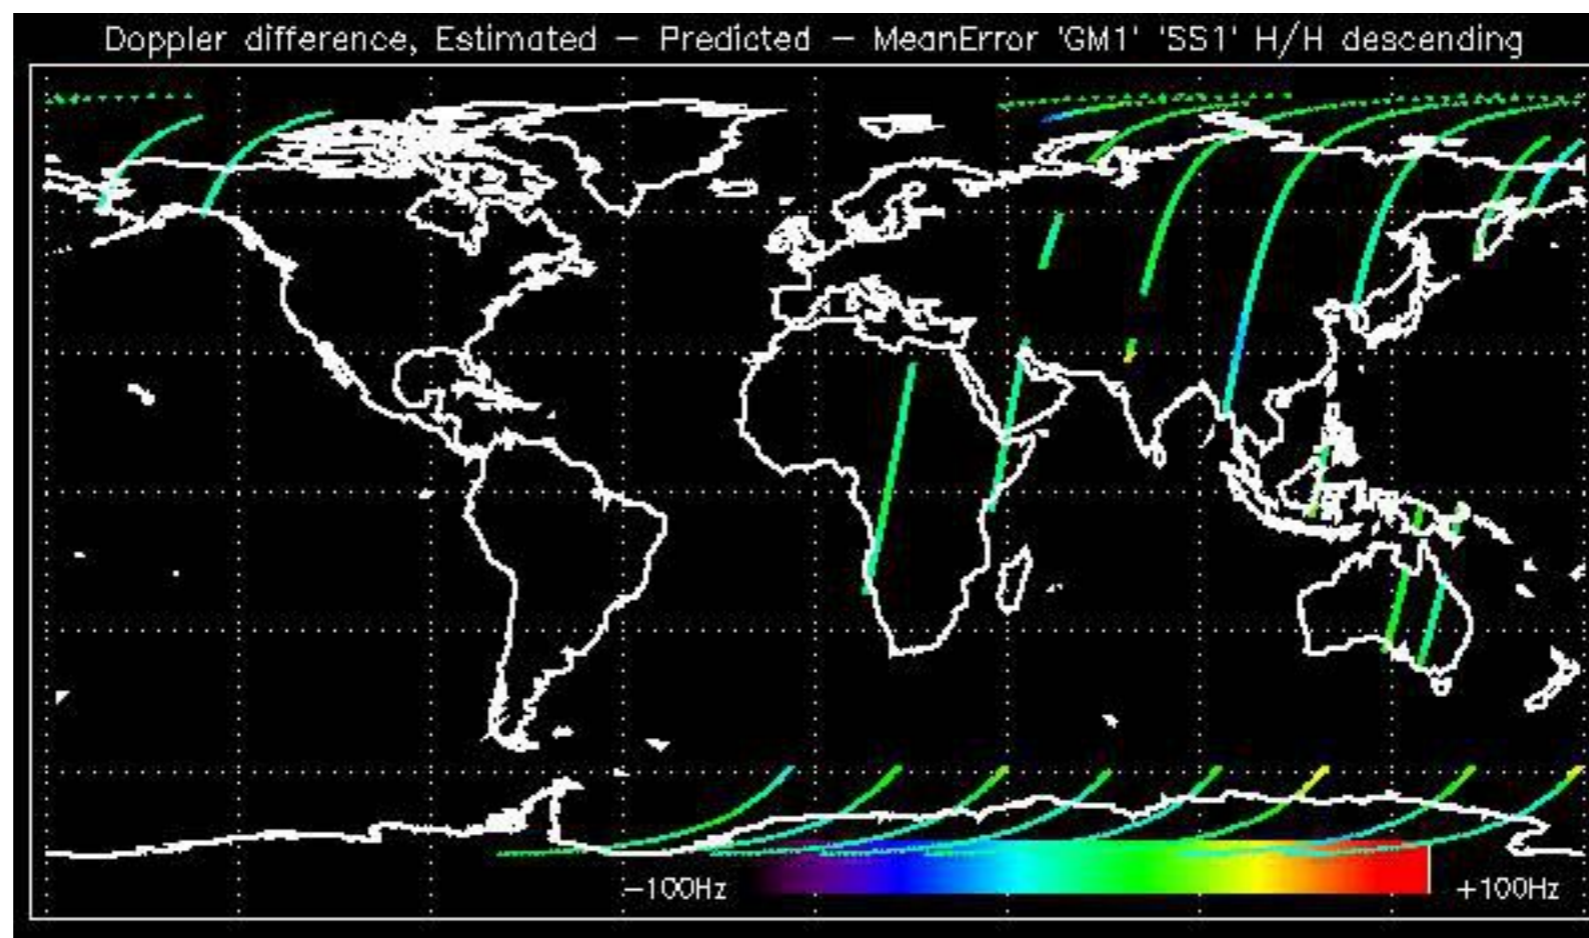 Doppler difference, Estimated – Predicted – MeanError 'GM1' 'SS1' H/H descending
–100Hz +100Hz